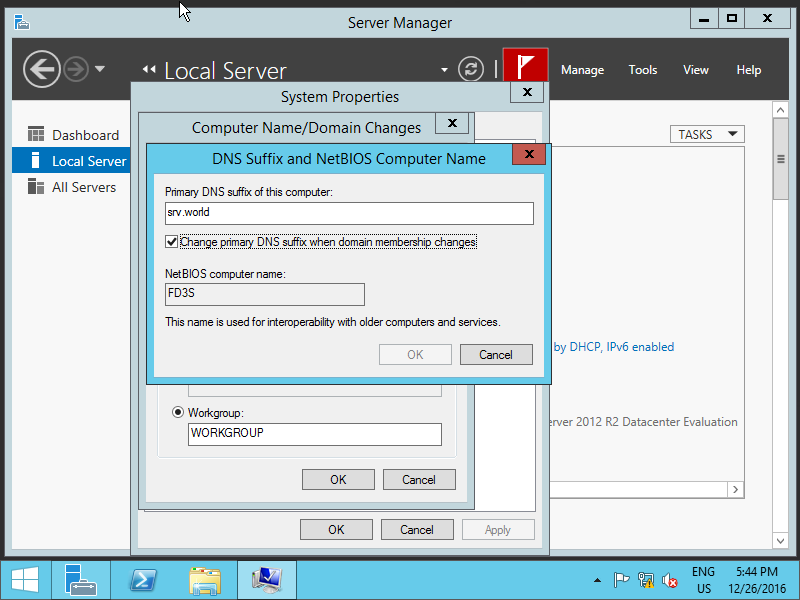 Server Manager
Local Server
Manage Tools View Help
System Properties
Computer Name/Domain Changes
DNS Suffix and NetBIOS Computer Name
Dashboard
Local Server
All Servers
TASKS
Primary DNS suffix of this computer:
srv.world
Change primary DNS suffix when domain membership changes
NetBIOS computer name:
FD3S
This name is used for interoperability with older computers and services.
OK Cancel
by DHCP, IPv6 enabled
erver 2012 R2 Datacenter Evaluation
Workgroup:
WORKGROUP
OK Cancel
OK Cancel Apply
ENG 5:44 PM
US 12/26/2016